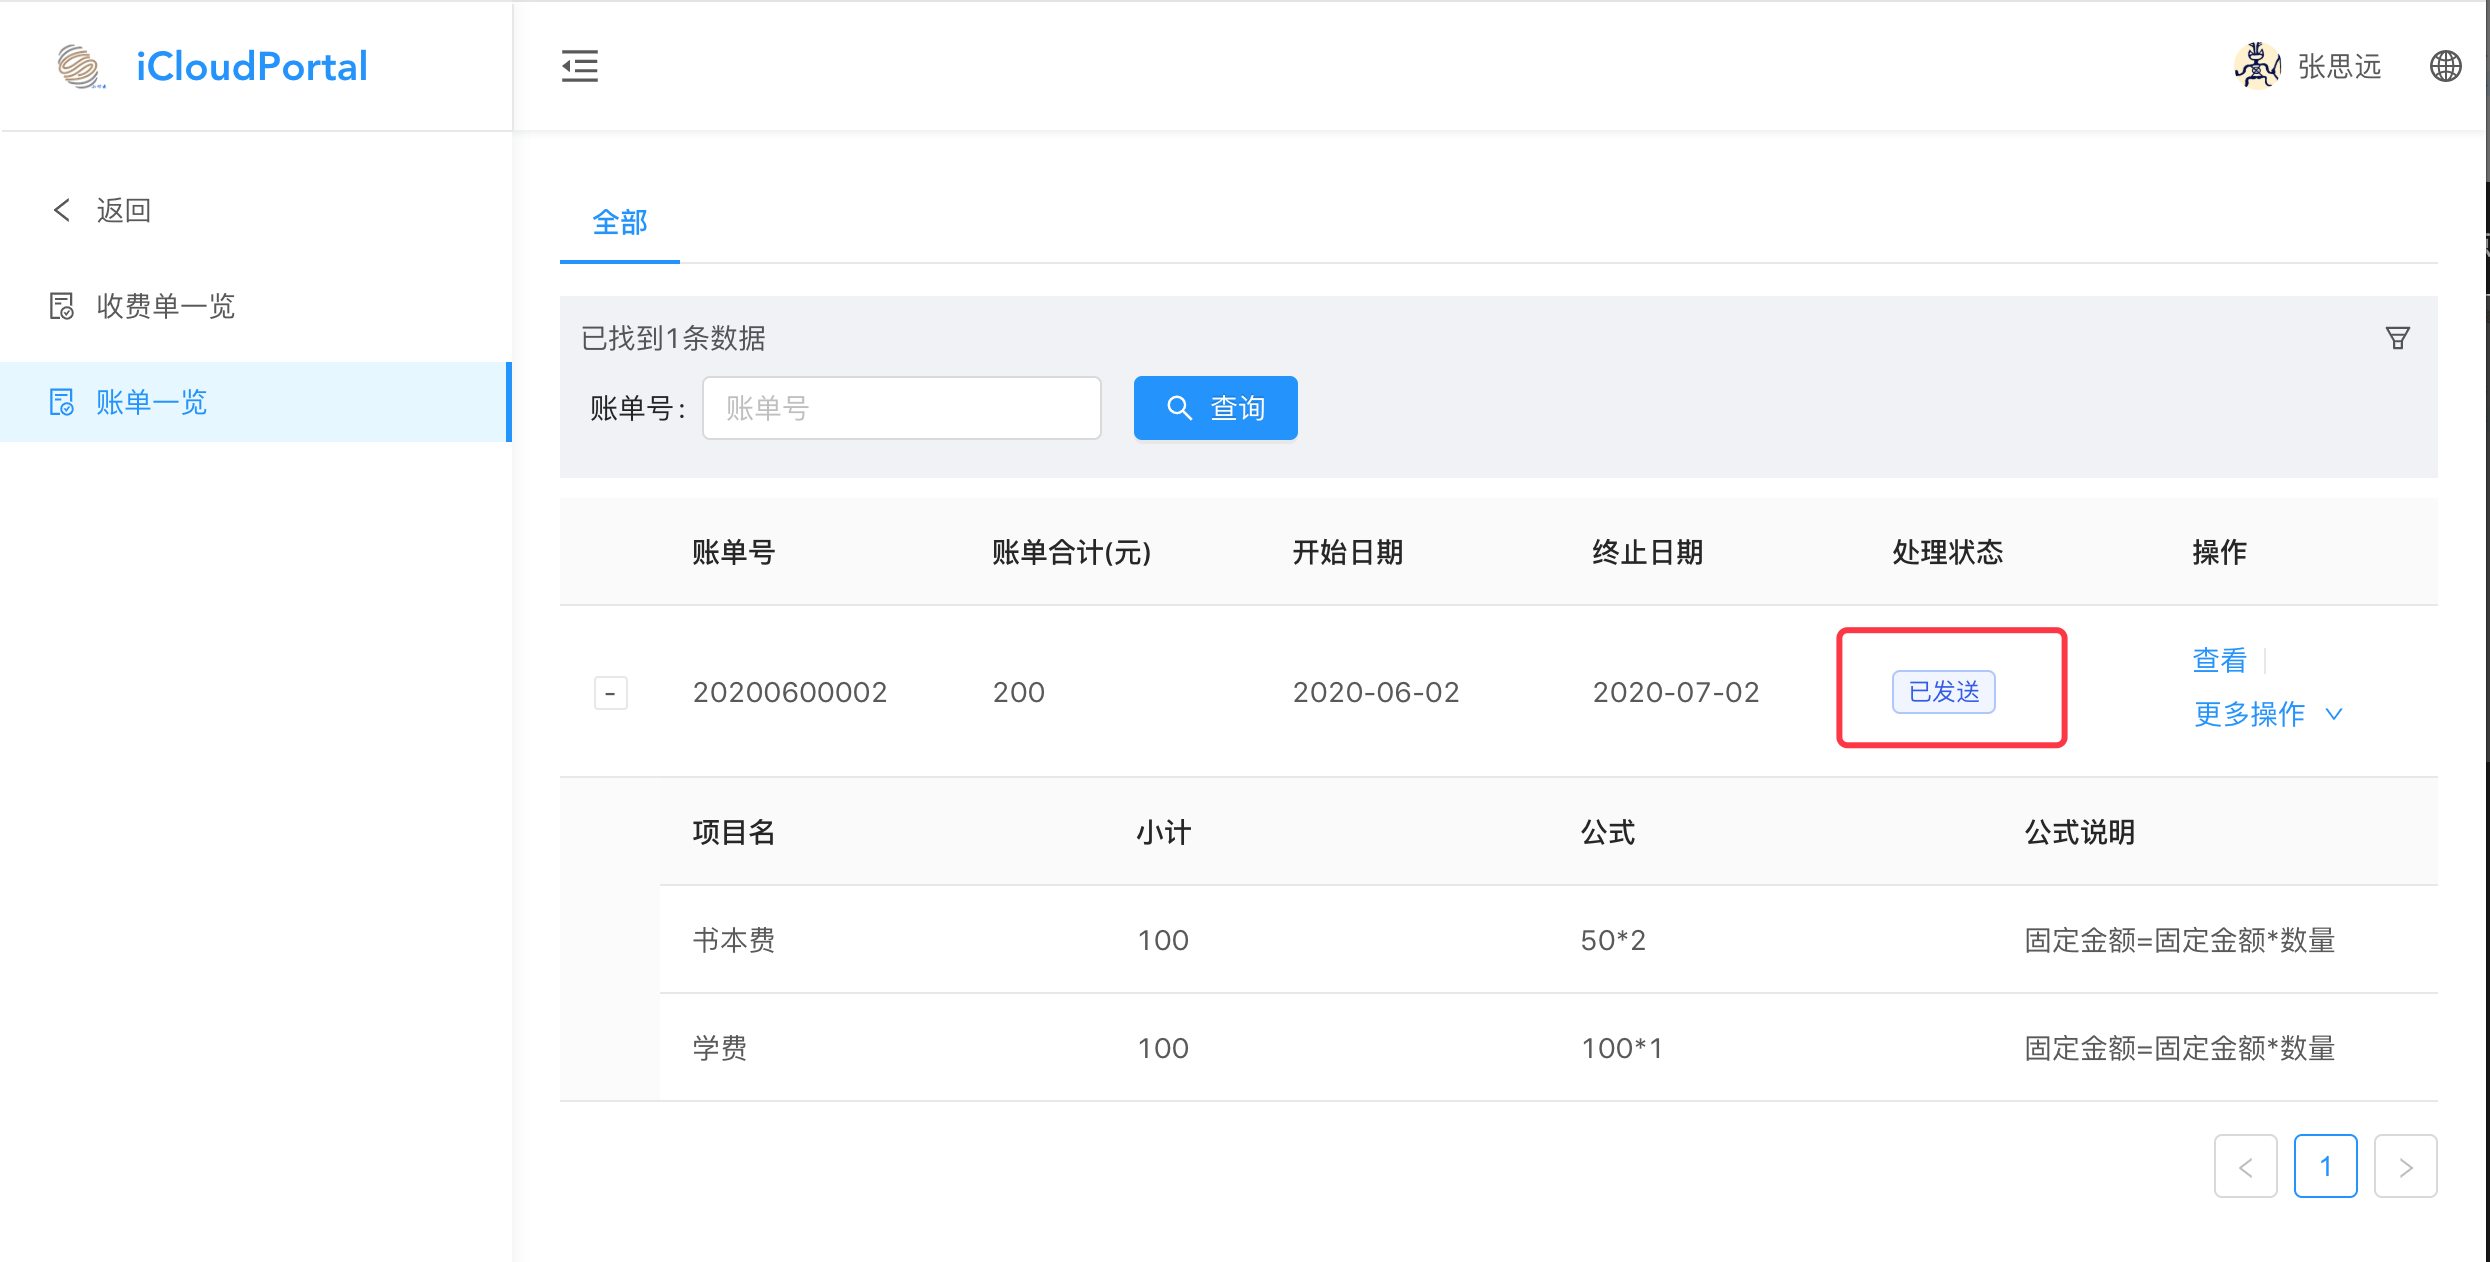 iCloudPortal
张思远
返回
收费单一览
账单一览
全部
已找到1条数据
账单号: 账单号 查询
账单号 账单合计(元) 开始日期 终止日期 处理状态 操作
- 20200600002 200 2020-06-02 2020-07-02 已发送 查看
更多操作
项目名 小计 公式 公式说明
书本费 100 50*2 固定金额=固定金额*数量
学费 100 100*1 固定金额=固定金额*数量
< 1 >